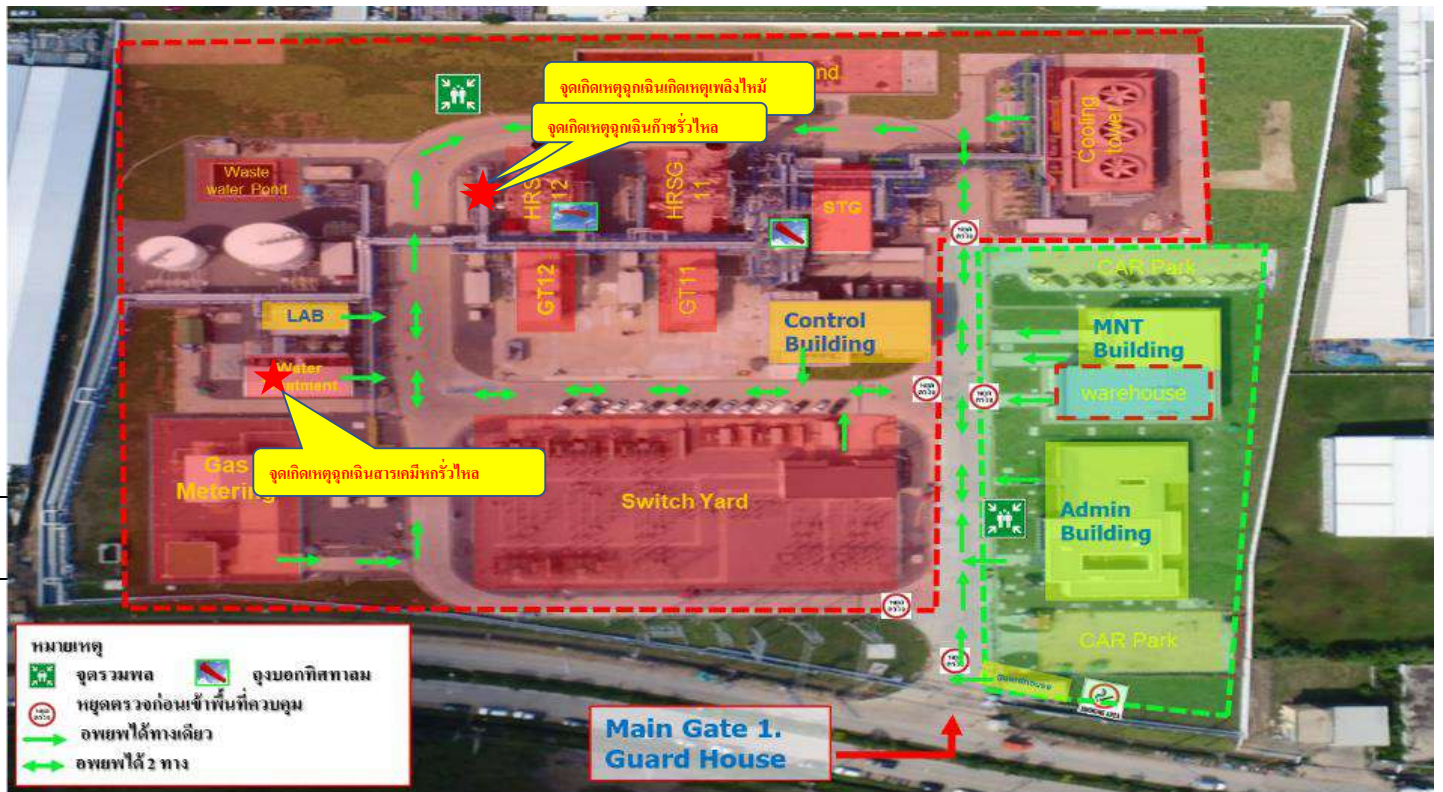 จุดเกิดเหตุฉุกเฉินเกิดเหตุเพลิงไหม้
nd
จุดเกิดเหตุฉุกเฉินก๊าซรั่วไหล
Cooling
tower
Waste
water Pond
HRSG
12
HRSG
11
STG
CAR Park
GT12
GT11
LAB
Control
Building
MNT
Building
Water
atment
warehouse
จุดเกิดเหตุฉุกเฉินสารเคมีหกรั่วไหล
Gas
Metering
Switch Yard
Admin
Building
CAR Park
guardhouse
SMOKING AREA
หมายเหตุ
จุดรวมพล
ถุงบอกทิศทาลม
หยุดตรวจก่อนเข้าพื้นที่ควบคุม
อพยพได้ทางเดียว
อพยพได้ 2 ทาง
Main Gate 1.
Guard House